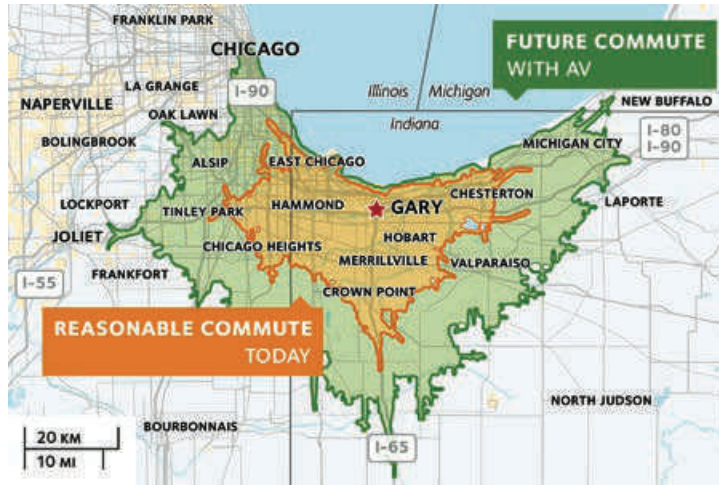 FRANKLIN PARK
CHICAGO
FUTURE COMMUTE
WITH AV
LA GRANGE
I-90
Illinois
Michigan
NAPERVILLE
NEW BUFFALO
OAK LAWN
Indiana
I-80
I-90
BOLINGBROOK
MICHIGAN CITY
ALSIP
EAST CHICAGO
CHESTERTON
LOCKPORT
HAMMOND
GARY
LAPORTE
TINLEY PARK
JOLIET
HOBART
CHICAGO HEIGHTS
MERRILLVILLE
VALPARAISO
FRANKFORT
I-55
CROWN POINT
REASONABLE COMMUTE
TODAY
NORTH JUDSON
BOURBONNAIS
20 KM
I-65
10 MI